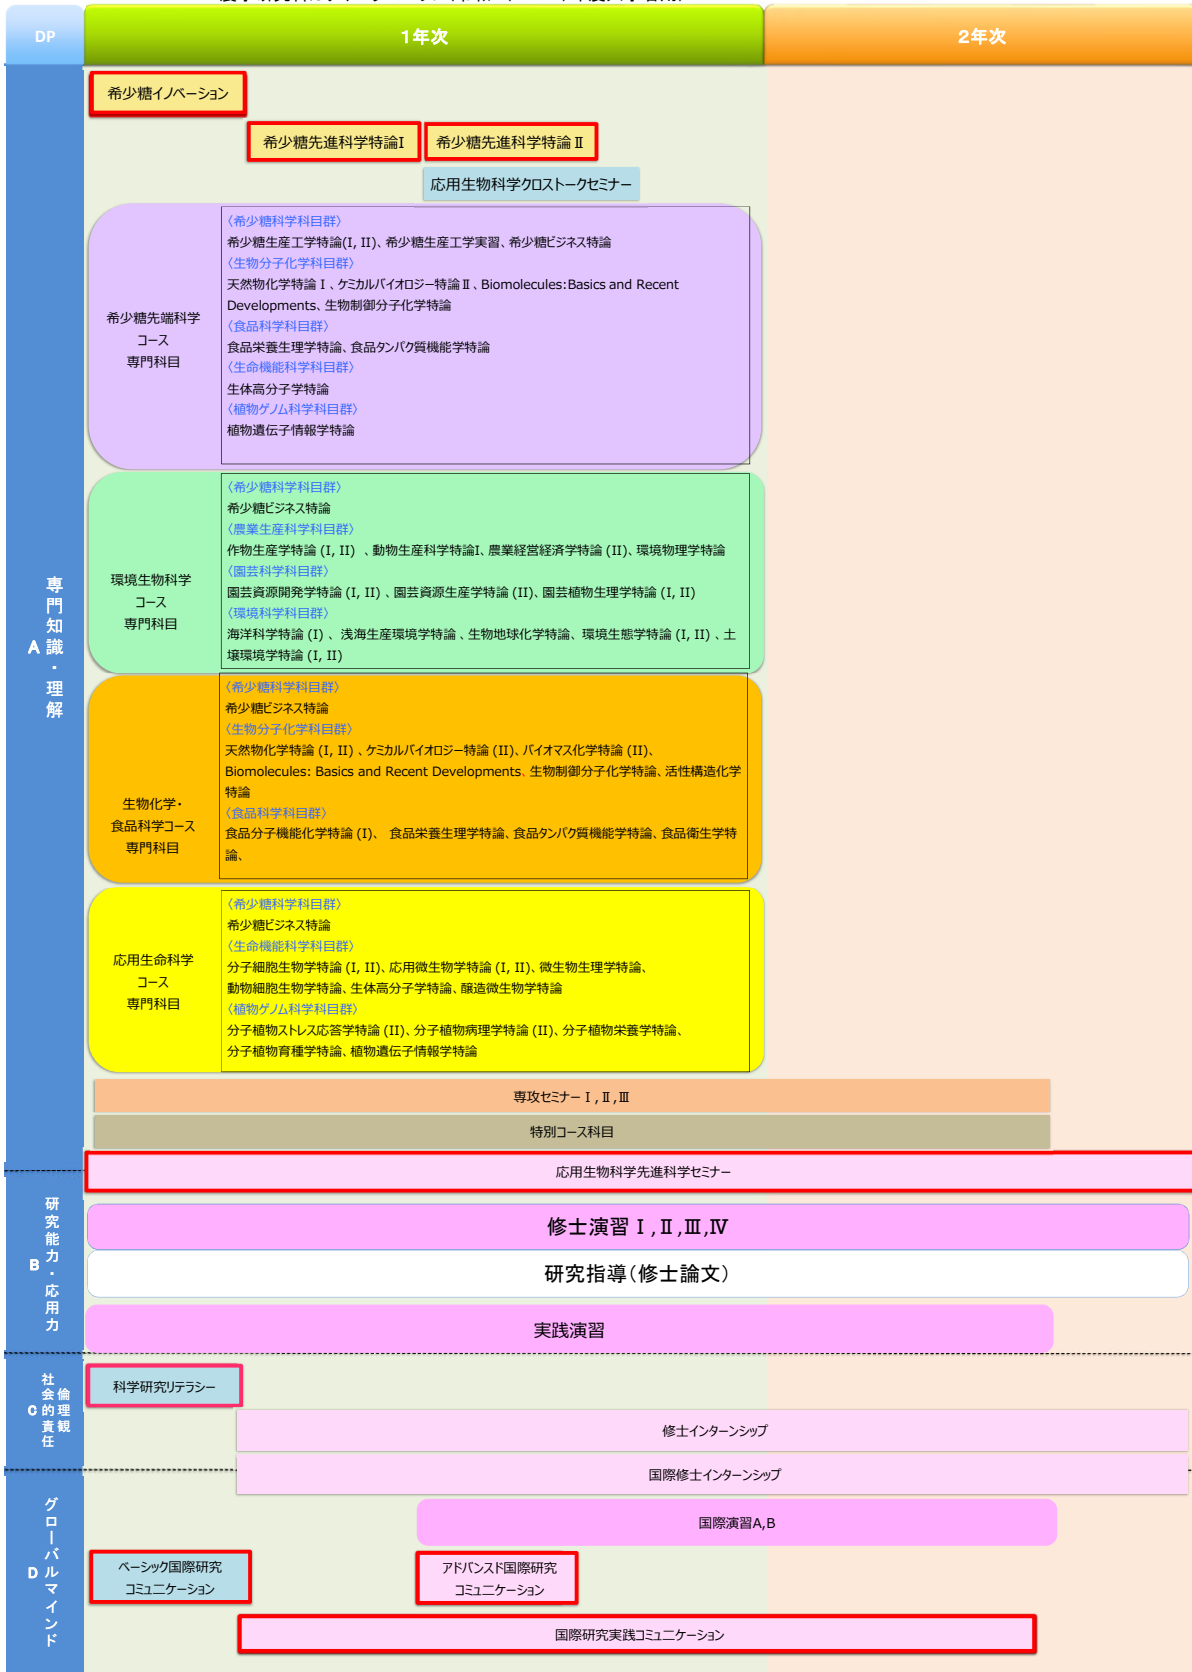 DP
1年次
2年次
希少糖イノベーション
希少糖先進科学特論Ⅰ
希少糖先進科学特論Ⅱ
応用生物科学クロストークセミナー
A 専門知識・理解
希少糖先端科学
コース
専門科目
〈希少糖科学科目群〉
希少糖生産工学特論(I, II)、希少糖生産工学実習、希少糖ビジネス特論
〈生物分子化学科目群〉
天然物化学特論Ⅰ、ケミカルバイオロジー特論Ⅱ、Biomolecules:Basics and Recent
Developments、生物制御分子化学特論
〈食品科学科目群〉
食品栄養生理学特論、食品タンパク質機能学特論
〈生命機能科学科目群〉
生体高分子学特論
〈植物ゲノム科学科目群〉
植物遺伝子情報学特論
環境生物科学
コース
専門科目
〈希少糖科学科目群〉
希少糖ビジネス特論
〈農業生産科学科目群〉
作物生産学特論 (I, II) 、動物生産科学特論I、農業経営経済学特論 (II)、環境物理学特論
〈園芸科学科目群〉
園芸資源開発学特論 (I, II) 、園芸資源生産学特論 (II)、園芸植物生理学特論 (I, II)
〈環境科学科目群〉
海洋科学特論 (I) 、浅海生産環境学特論 、生物地球化学特論、環境生態学特論 (I, II) 、土
壌環境学特論 (I, II)
生物化学・
食品科学コース
専門科目
〈希少糖科学科目群〉
希少糖ビジネス特論
〈生物分子化学科目群〉
天然物化学特論 (I, II) 、ケミカルバイオロジー特論 (II)、バイオマス化学特論 (II)、
Biomolecules: Basics and Recent Developments、生物制御分子化学特論、活性構造化学
特論
〈食品科学科目群〉
食品分子機能化学特論 (I)、 食品栄養生理学特論、食品タンパク質機能学特論、食品衛生学特
論、
応用生命科学
コース
専門科目
〈希少糖科学科目群〉
希少糖ビジネス特論
〈生命機能科学科目群〉
分子細胞生物学特論 (I, II)、応用微生物学特論 (I, II)、微生物生理学特論、
動物細胞生物学特論、生体高分子学特論、醸造微生物学特論
〈植物ゲノム科学科目群〉
分子植物ストレス応答学特論 (II)、分子植物病理学特論 (II)、分子植物栄養学特論、
分子植物育種学特論、植物遺伝子情報学特論
専攻セミナーⅠ,Ⅱ,Ⅲ
特別コース科目
応用生物科学先進科学セミナー
B 研究能力・応用力
修士演習Ⅰ,Ⅱ,Ⅲ,Ⅳ
研究指導(修士論文)
実践演習
C 社会的責任
倫理観
科学研究リテラシー
修士インターンシップ
国際修士インターンシップ
D グローバルマインド
国際演習A,B
ベーシック国際研究
コミュニケーション
アドバンスド国際研究
コミュニケーション
国際研究実践コミュニケーション